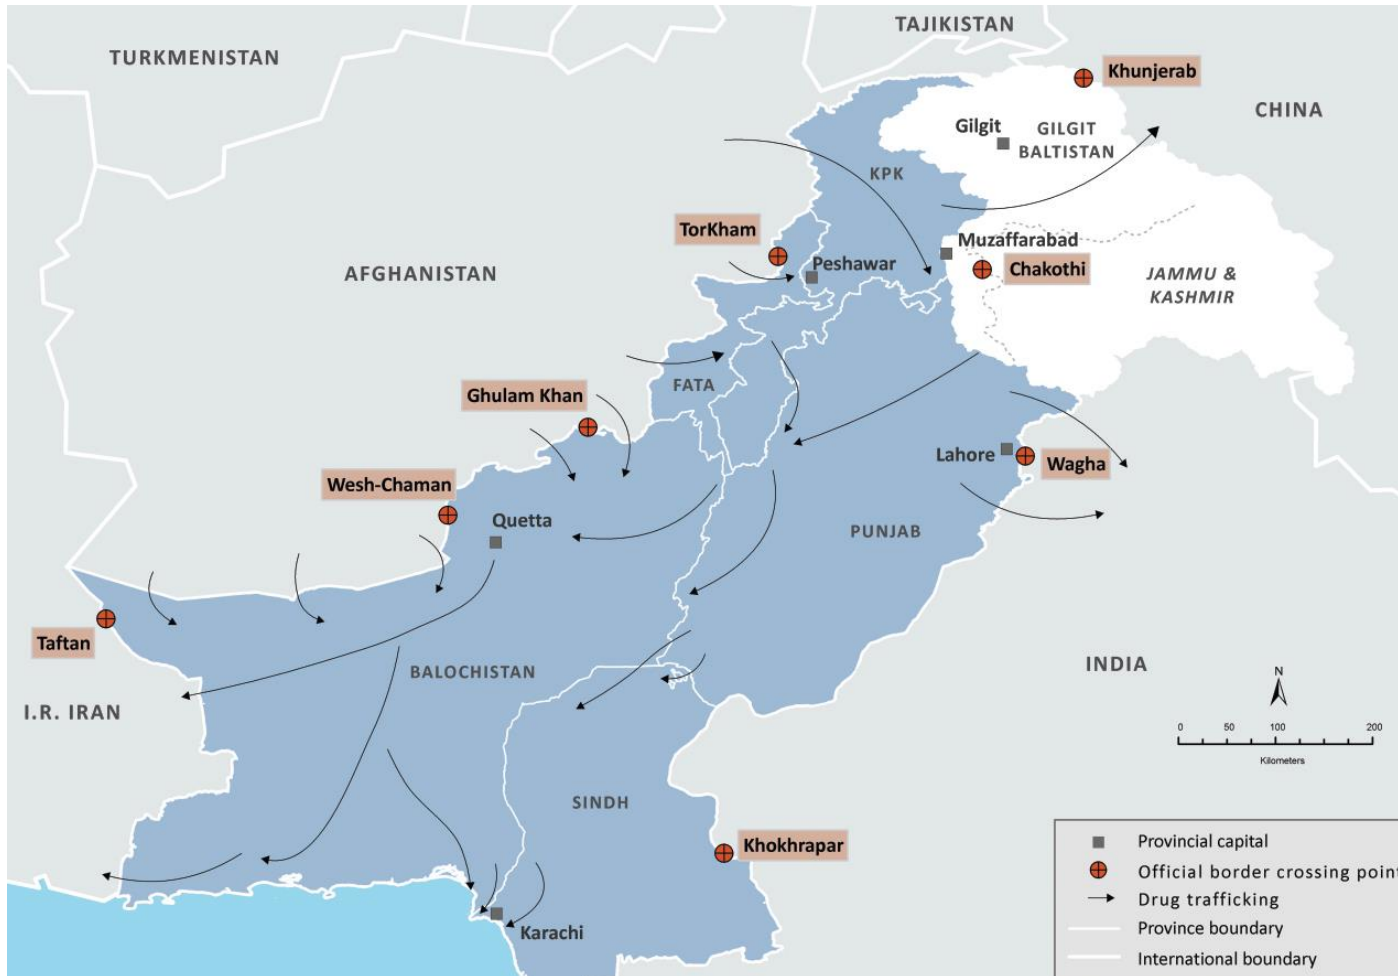 TAJIKISTAN
TURKMENISTAN
Khunjerab
CHINA
Gilgit
GILGIT
BALTISTAN
KPK
TorKham
Muzaffarabad
Peshawar
Chakothi
AFGHANISTAN
JAMMU &
KASHMIR
FATA
Ghulam Khan
Lahore
Wagha
Wesh-Chaman
Quetta
PUNJAB
Taftan
BALOCHISTAN
INDIA
I.R. IRAN
N
0 50 100 200
Kilometers
SINDH
Khokhrapar
Karachi
Provincial capital
Official border crossing point
Drug trafficking
Province boundary
International boundary